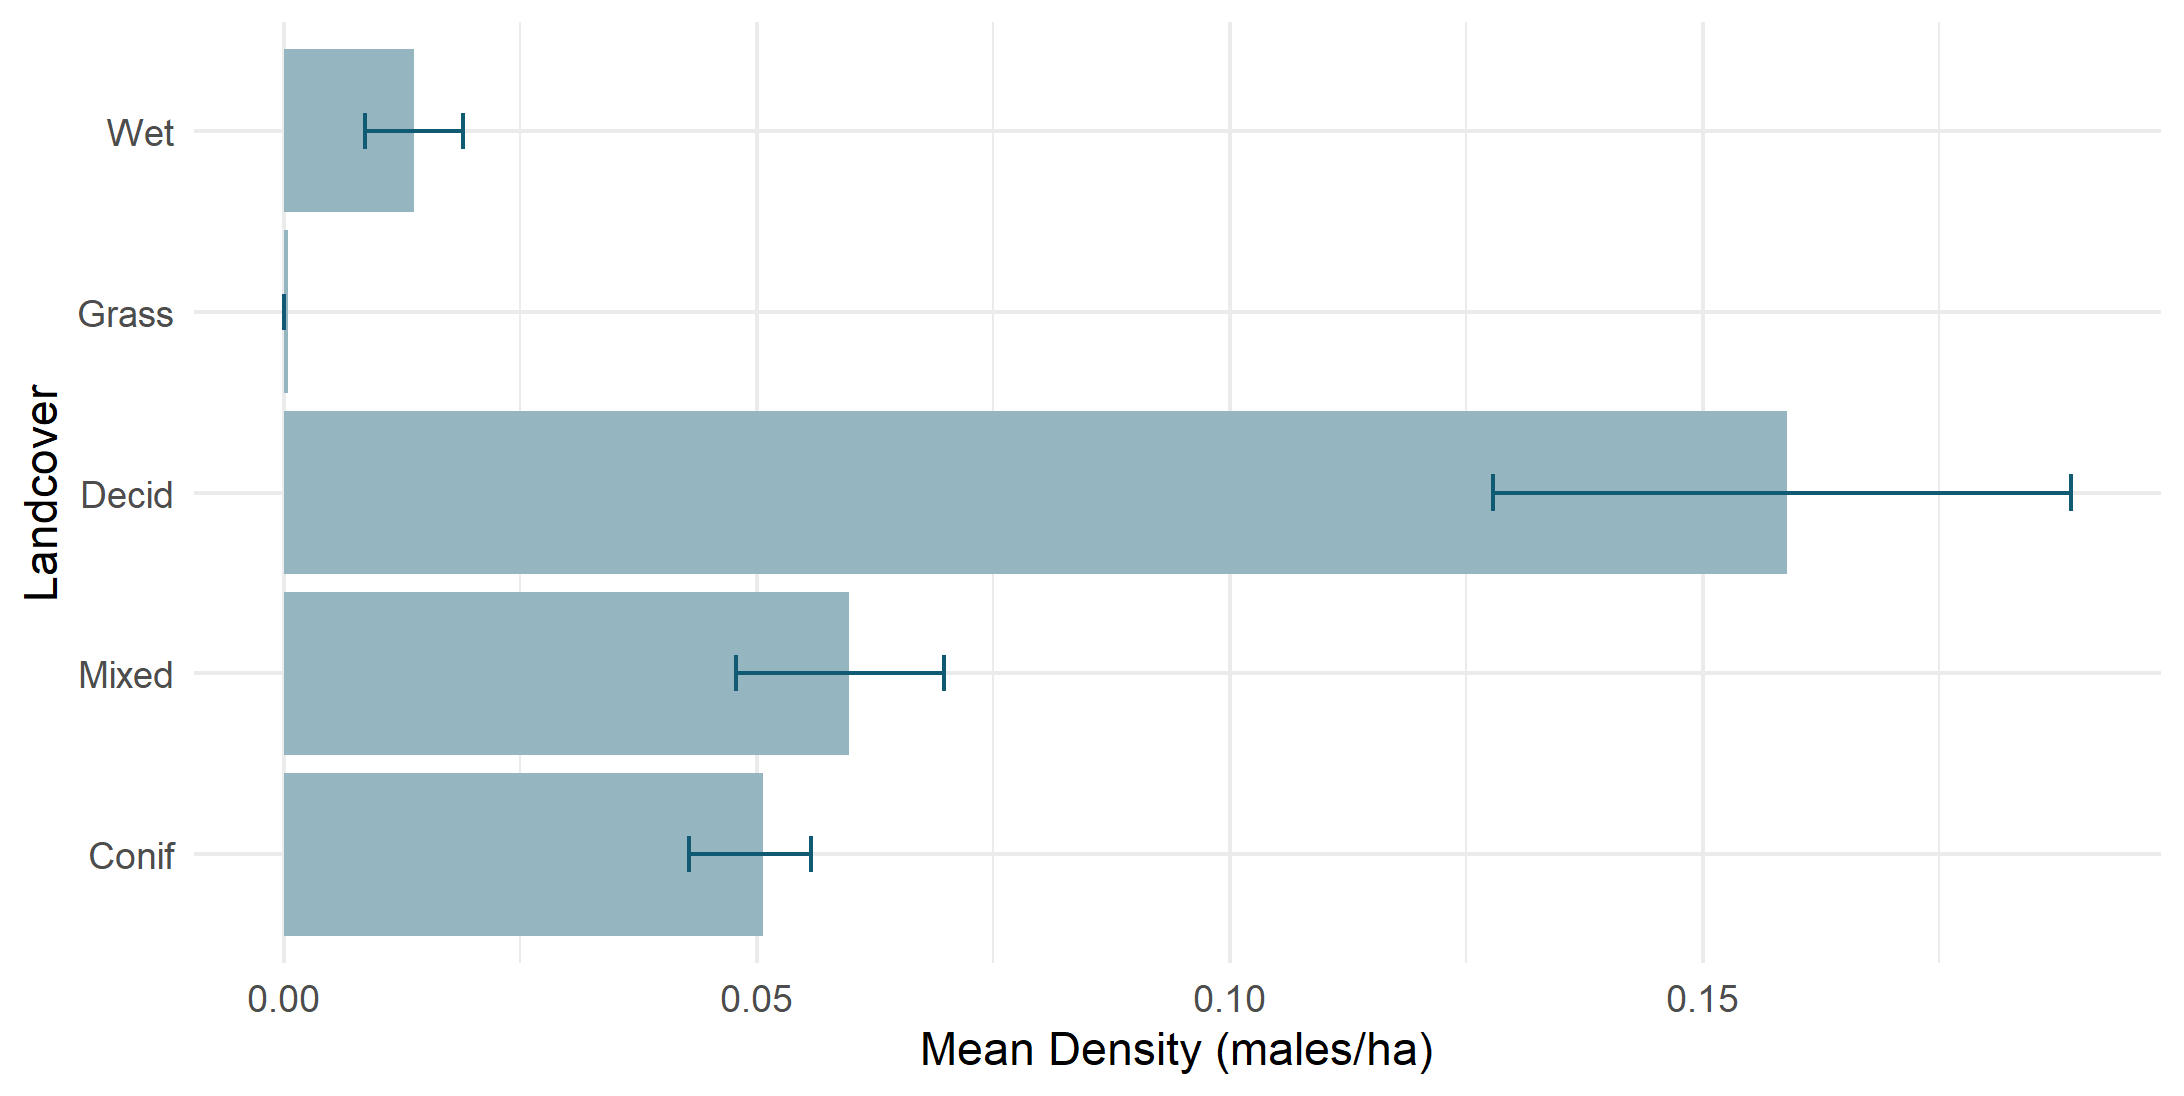 Wet
Grass
Decid
Mixed
Conif
Landcover
0.00 0.05 0.10 0.15
Mean Density (males/ha)